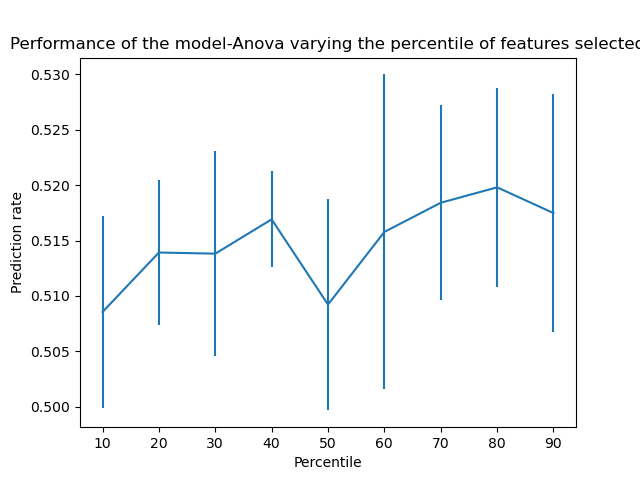 Performance of the model-Anova varying the percentile of features selected
0.530
0.525
0.520
0.515
0.510
0.505
0.500
Prediction rate
10 20 30 40 50 60 70 80 90
Percentile